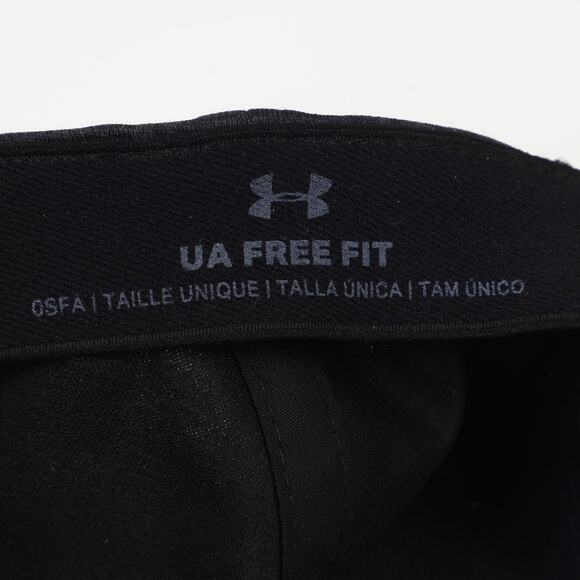 UA FREE FIT
OSFA | TAILLE UNIQUE | TALLA ÚNICA | TAM ÚNICO